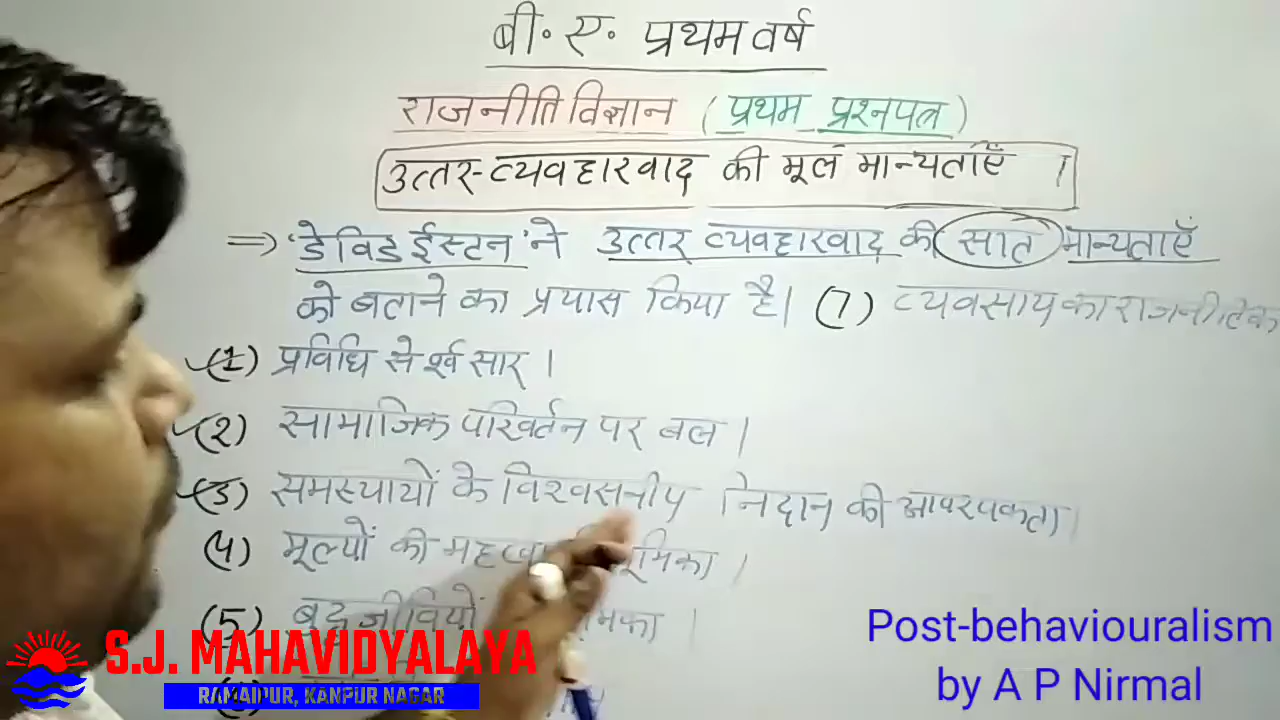 बी. ए. प्रथम वर्ष
राजनीति विज्ञान (प्रथम प्रश्नपत्र)
उत्तर-व्यवहारवाद की मूल मान्यताएँ ।
⇒ 'डेविड ईस्टन' ने उत्तर व्यवहारवाद की सात मान्यताएँ
को बताने का प्रयास किया है। (7) व्यवसाय का राजनीतिक
(1) प्रविधि से पूर्व सार ।
(2) सामाजिक परिवर्तन पर बल ।
(3) समस्यायों के विश्वसनीय निदान की आवश्यकता।
(4) मूल्यों की भूमिका ।
(5) बुद्धजीवियों
S.J. MAHAVIDYALAYA
RAMAIPUR, KANPUR NAGAR
Post-behaviouralism
by A P Nirmal